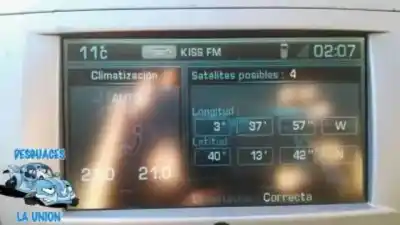 11°C KISS FM 02:07
Climatización
Satélites posibles : 4
AUTO
Longitud
3° 37' 57" W
Latitud
40° 13' 42" N
21.0 21.0
Correcta
DESGUACES
LA UNION